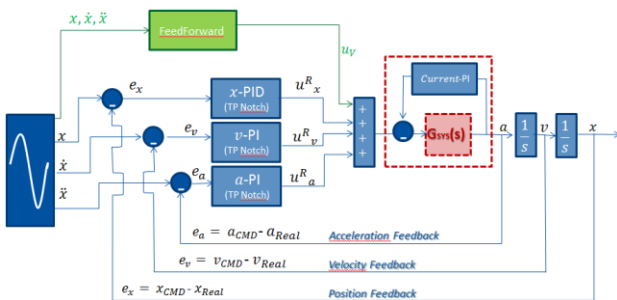 x, ẋ, ẍ
FeedForward
u_V
e_x
x-PID
(TP Notch)
u^R_x
Current-PI
x
e_v
v-PI
(TP Notch)
u^R_v
+
+
+
+
G_SYS(s)
a
1/s
v
1/s
x
ẋ
ẍ
e_a
a-PI
(TP Notch)
u^R_a
e_a = a_CMD - a_Real Acceleration Feedback
e_v = v_CMD - v_Real Velocity Feedback
e_x = x_CMD - x_Real Position Feedback